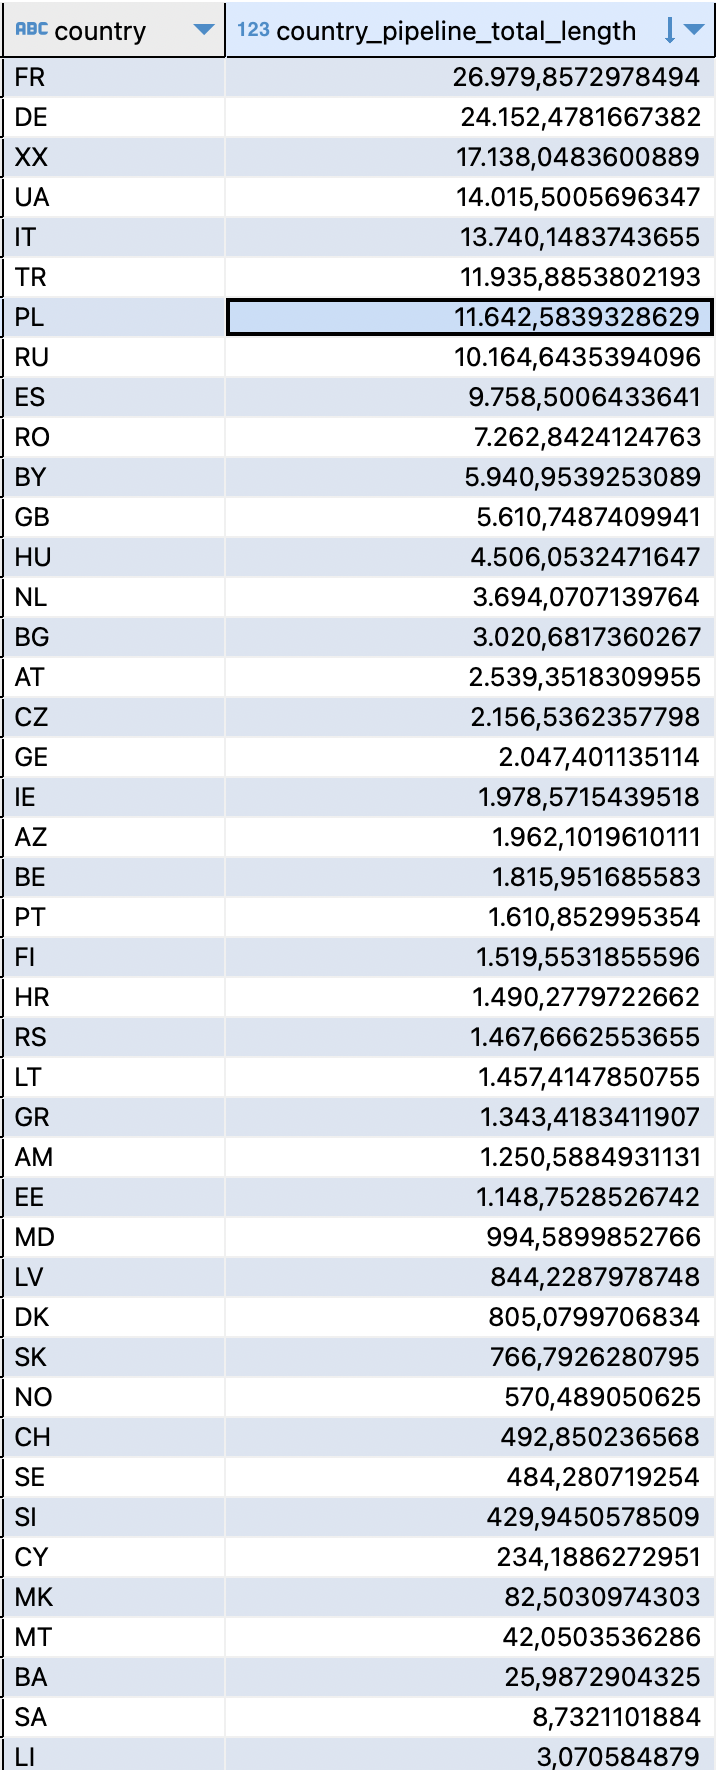 ABC country 123 country_pipeline_total_length
FR 26.979,8572978494
DE 24.152,4781667382
XX 17.138,0483600889
UA 14.015,5005696347
IT 13.740,1483743655
TR 11.935,8853802193
PL 11.642,5839328629
RU 10.164,6435394096
ES 9.758,5006433641
RO 7.262,8424124763
BY 5.940,9539253089
GB 5.610,7487409941
HU 4.506,0532471647
NL 3.694,0707139764
BG 3.020,6817360267
AT 2.539,3518309955
CZ 2.156,5362357798
GE 2.047,401135114
IE 1.978,5715439518
AZ 1.962,1019610111
BE 1.815,951685583
PT 1.610,852995354
FI 1.519,5531855596
HR 1.490,2779722662
RS 1.467,6662553655
LT 1.457,4147850755
GR 1.343,4183411907
AM 1.250,5884931131
EE 1.148,7528526742
MD 994,5899852766
LV 844,2287978748
DK 805,0799706834
SK 766,7926280795
NO 570,489050625
CH 492,850236568
SE 484,280719254
SI 429,9450578509
CY 234,1886272951
MK 82,5030974303
MT 42,0503536286
BA 25,9872904325
SA 8,7321101884
LI 3,070584879